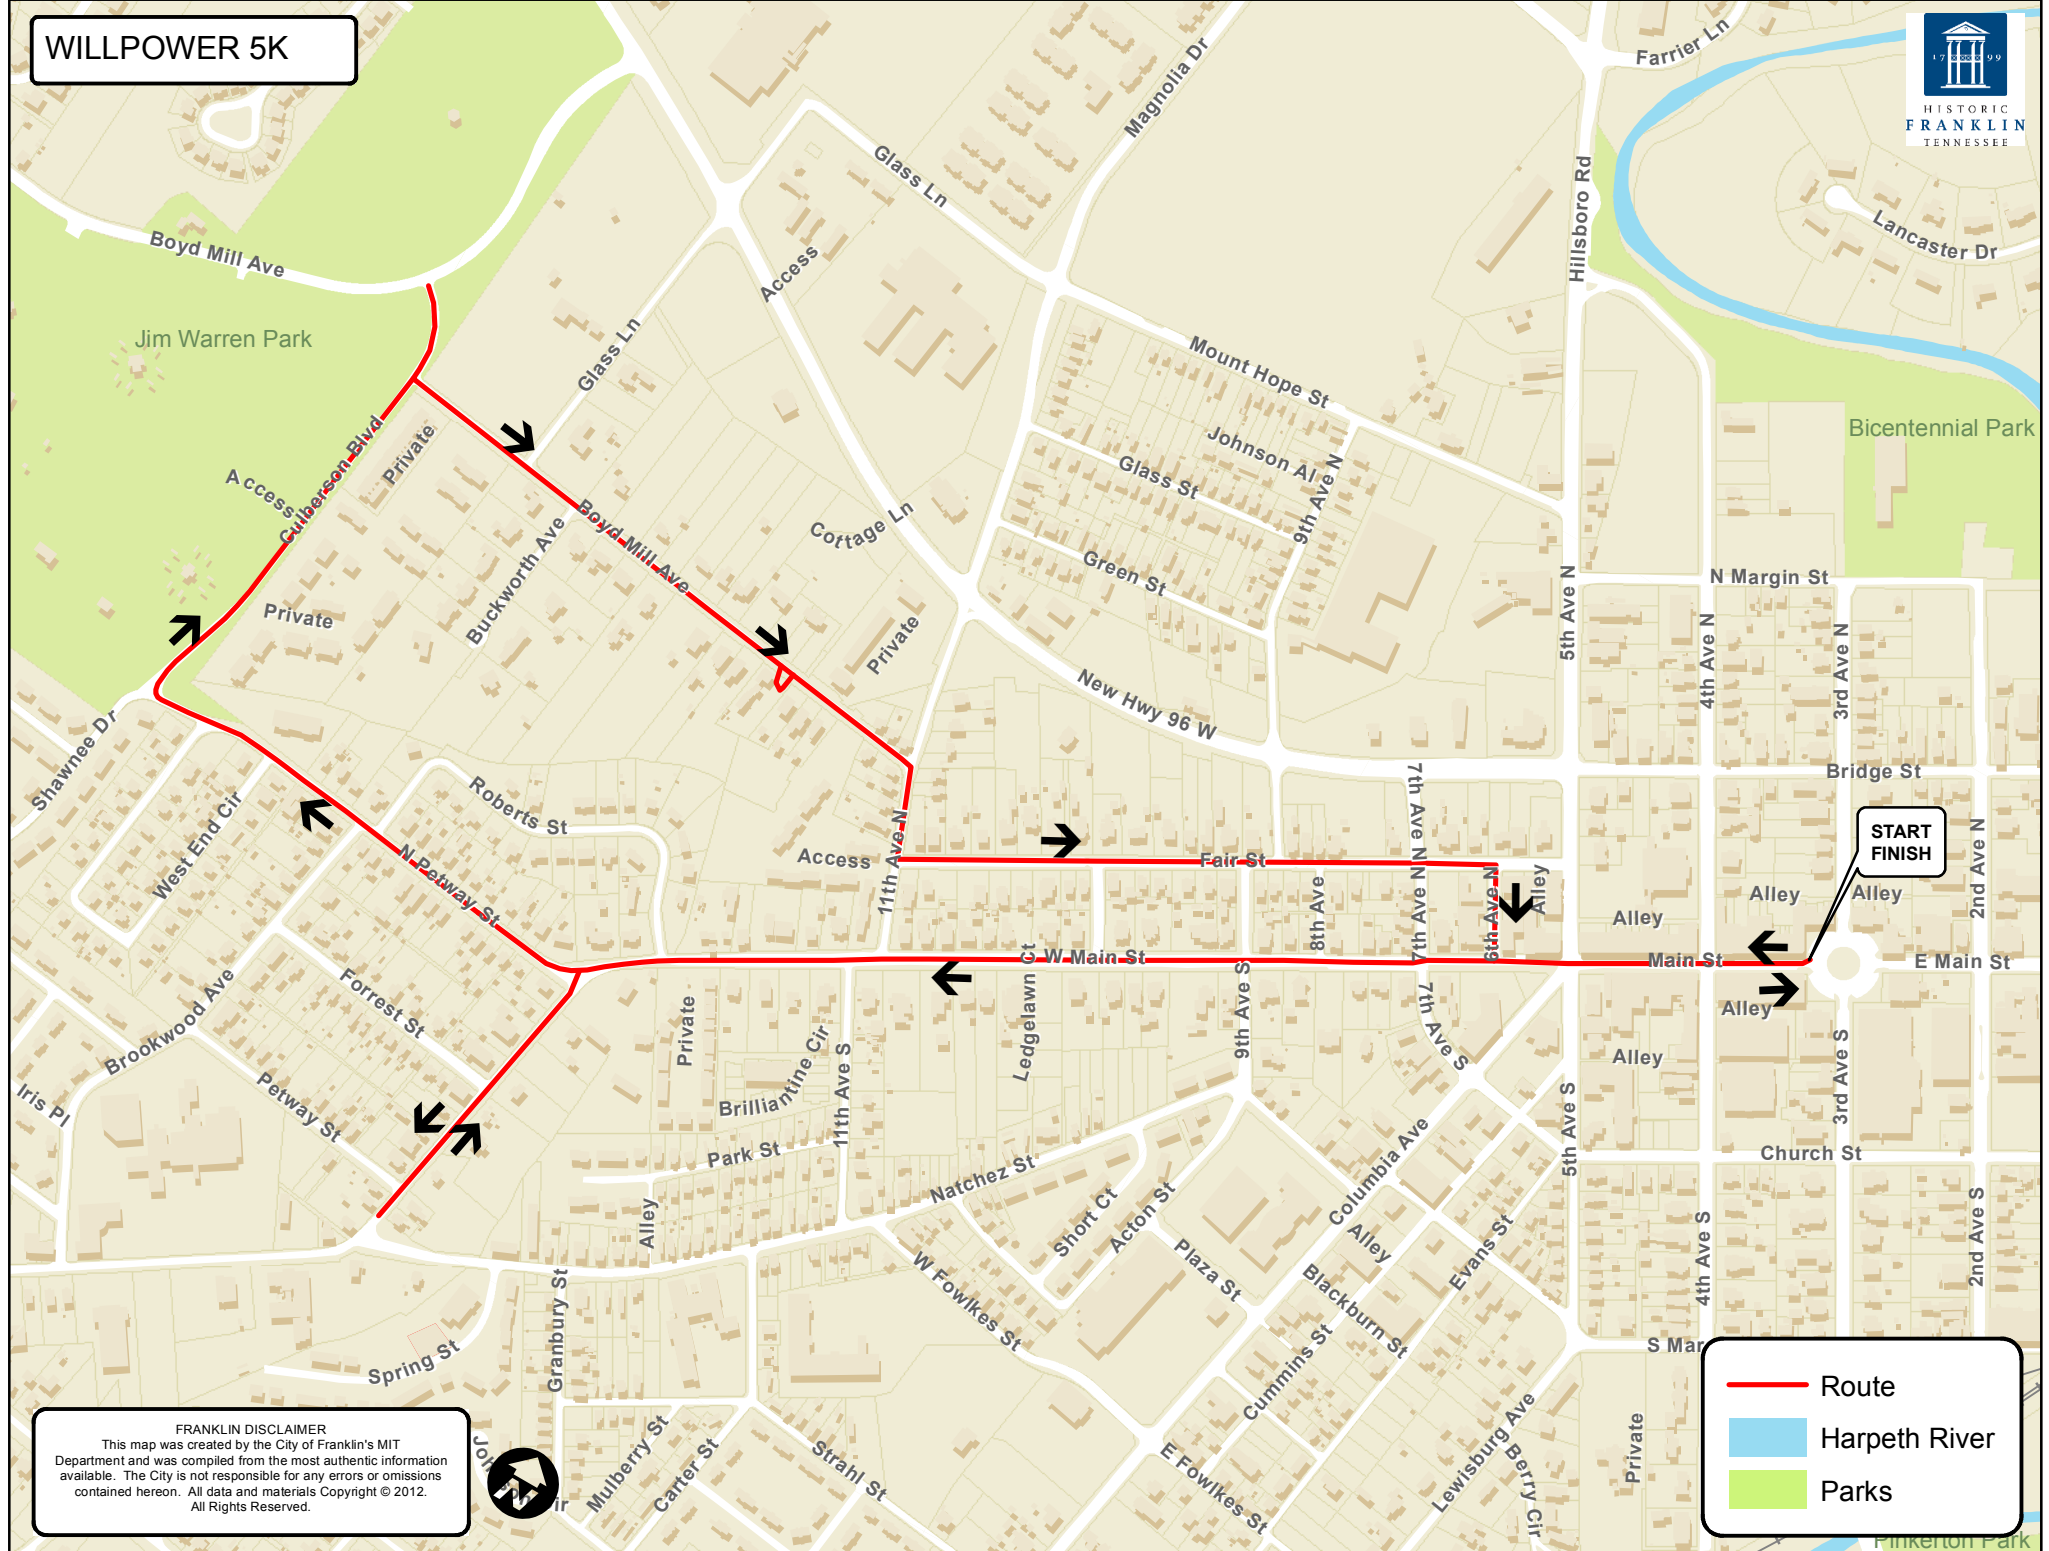 WILLPOWER 5K
17 99
HISTORIC
FRANKLIN
TENNESSEE
Farrier Ln
Magnolia Dr
Glass Ln
Hillsboro Rd
Lancaster Dr
Boyd Mill Ave
Access
Jim Warren Park
Glass Ln
Mount Hope St
Bicentennial Park
Johnson Al
Glass St
9th Ave N
Culberson Blvd
Private
Access
Boyd Mill Ave
Buckworth Ave
Cottage Ln
Green St
N Margin St
Private
Private
5th Ave N
4th Ave N
3rd Ave N
New Hwy 96 W
Shawnee Dr
West End Cir
Roberts St
N Petway St
7th Ave N
Bridge St
START
FINISH
2nd Ave N
Access
11th Ave N
Fair St
8th Ave
7th Ave N
6th Ave N
Alley
Alley
Alley
Alley
W Main St
Main St
E Main St
Ledgelawn Ct
9th Ave S
7th Ave S
Alley
Alley
Forrest St
Brookwood Ave
Petway St
Iris Pl
Private
Brilliantine Cir
11th Ave S
Park St
Natchez St
Columbia Ave
5th Ave S
3rd Ave S
Church St
Alley
Short Ct
Acton St
Plaza St
Alley
Evans St
4th Ave S
2nd Ave S
W Fowlkes St
Blackburn St
Cummins St
S Mar
Granbury St
Spring St
Mulberry St
Carter St
Strahl St
E Fowlkes St
Lewisburg Ave
Berry Cir
Private
Route
Harpeth River
Parks
Pinkerton Park
FRANKLIN DISCLAIMER
This map was created by the City of Franklin's MIT
Department and was compiled from the most authentic information
available. The City is not responsible for any errors or omissions
contained hereon. All data and materials Copyright © 2012.
All Rights Reserved.